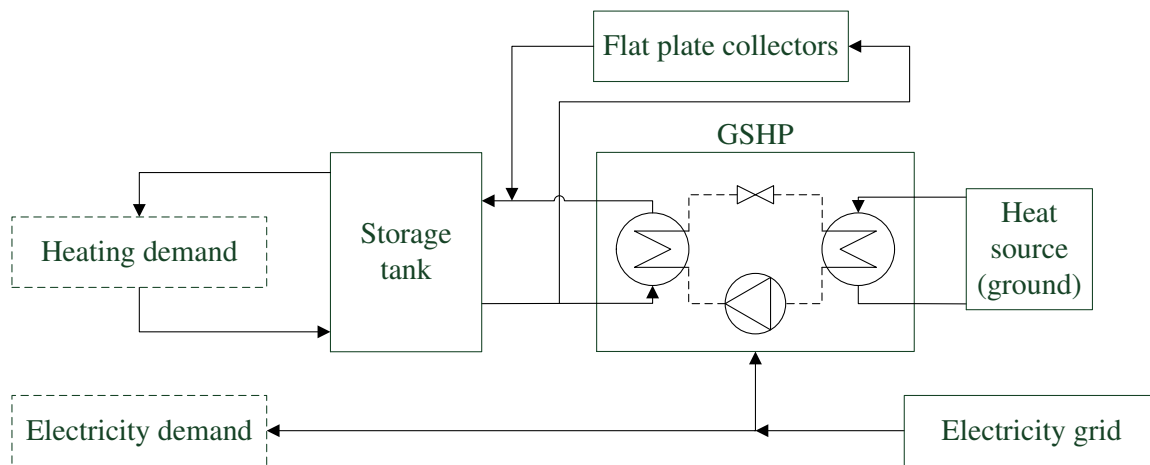 Flat plate collectors
GSHP
Heating demand
Storage
tank
Heat
source
(ground)
Electricity demand
Electricity grid